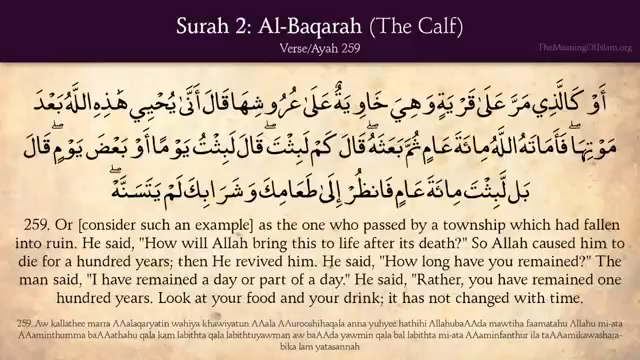 Surah 2: Al-Baqarah (The Calf)
Verse/Ayah 259
TheMeaningOfIslam.org
أَوْ كَالَّذِي مَرَّ عَلَىٰ قَرْيَةٍ وَهِيَ خَاوِيَةٌ عَلَىٰ عُرُوشِهَا قَالَ أَنَّىٰ يُحْيِي هَٰذِهِ اللَّهُ بَعْدَ
مَوْتِهَا ۖ فَأَمَاتَهُ اللَّهُ مِائَةَ عَامٍ ثُمَّ بَعَثَهُ ۖ قَالَ كَمْ لَبِثْتَ ۖ قَالَ لَبِثْتُ يَوْمًا أَوْ بَعْضَ يَوْمٍ ۖ قَالَ
بَل لَّبِثْتَ مِائَةَ عَامٍ فَانظُرْ إِلَىٰ طَعَامِكَ وَشَرَابِكَ لَمْ يَتَسَنَّهْ ۖ
259. Or [consider such an example] as the one who passed by a township which had fallen
into ruin. He said, "How will Allah bring this to life after its death?" So Allah caused him to
die for a hundred years; then He revived him. He said, "How long have you remained?" The
man said, "I have remained a day or part of a day." He said, "Rather, you have remained one
hundred years. Look at your food and your drink; it has not changed with time.
259. Aw kallathee marra AAalaqaryatin wahiya khawiyatun AAala AAurooshihaqala anna yuhyee hathihi AllahubaAAda mawtiha faamatahu Allahu mi-ata
AAaminthumma baAAathahu qala kam labithta qala labithtuyawman aw baAAda yawmin qala bal labithta mi-ata AAaminfanthur ila taAAamikawashara-
bika lam yatasannah